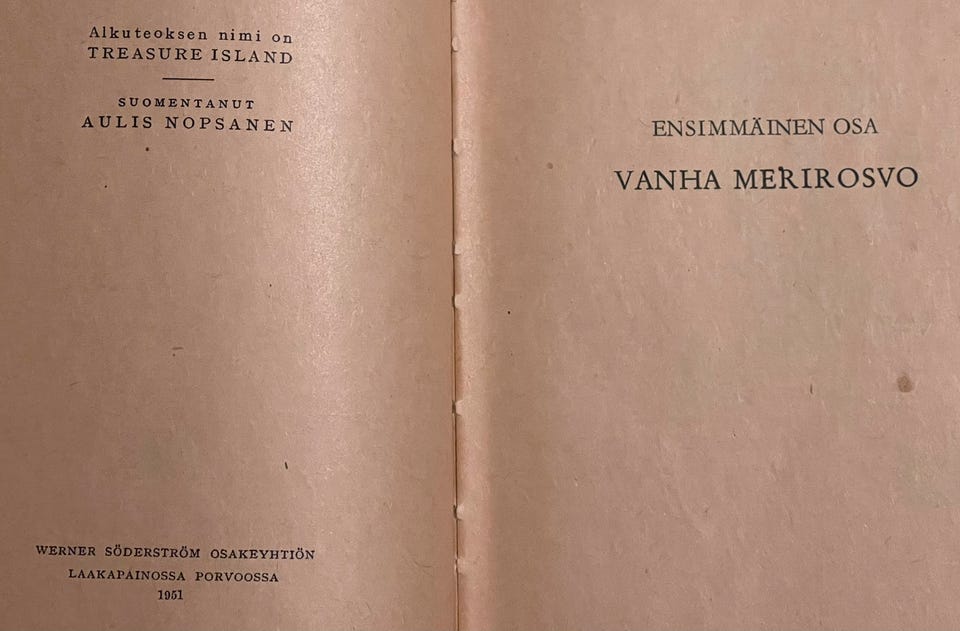 Alkuteoksen nimi on
TREASURE ISLAND
SUOMENTANUT
AULIS NOPSANEN
WERNER SÖDERSTRÖM OSAKEYHTIÖN
LAAKAPAINOSSA PORVOOSSA
1951
ENSIMMÄINEN OSA
VANHA MERIROSVO